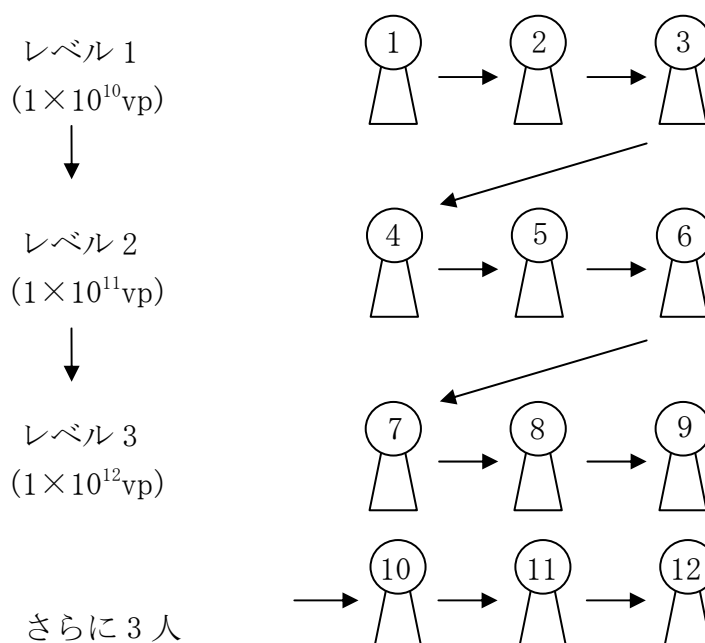 レベル 1
(1×10¹⁰vp)
1 2 3
レベル 2
(1×10¹¹vp)
4 5 6
レベル 3
(1×10¹²vp)
7 8 9
10 11 12
さらに 3 人